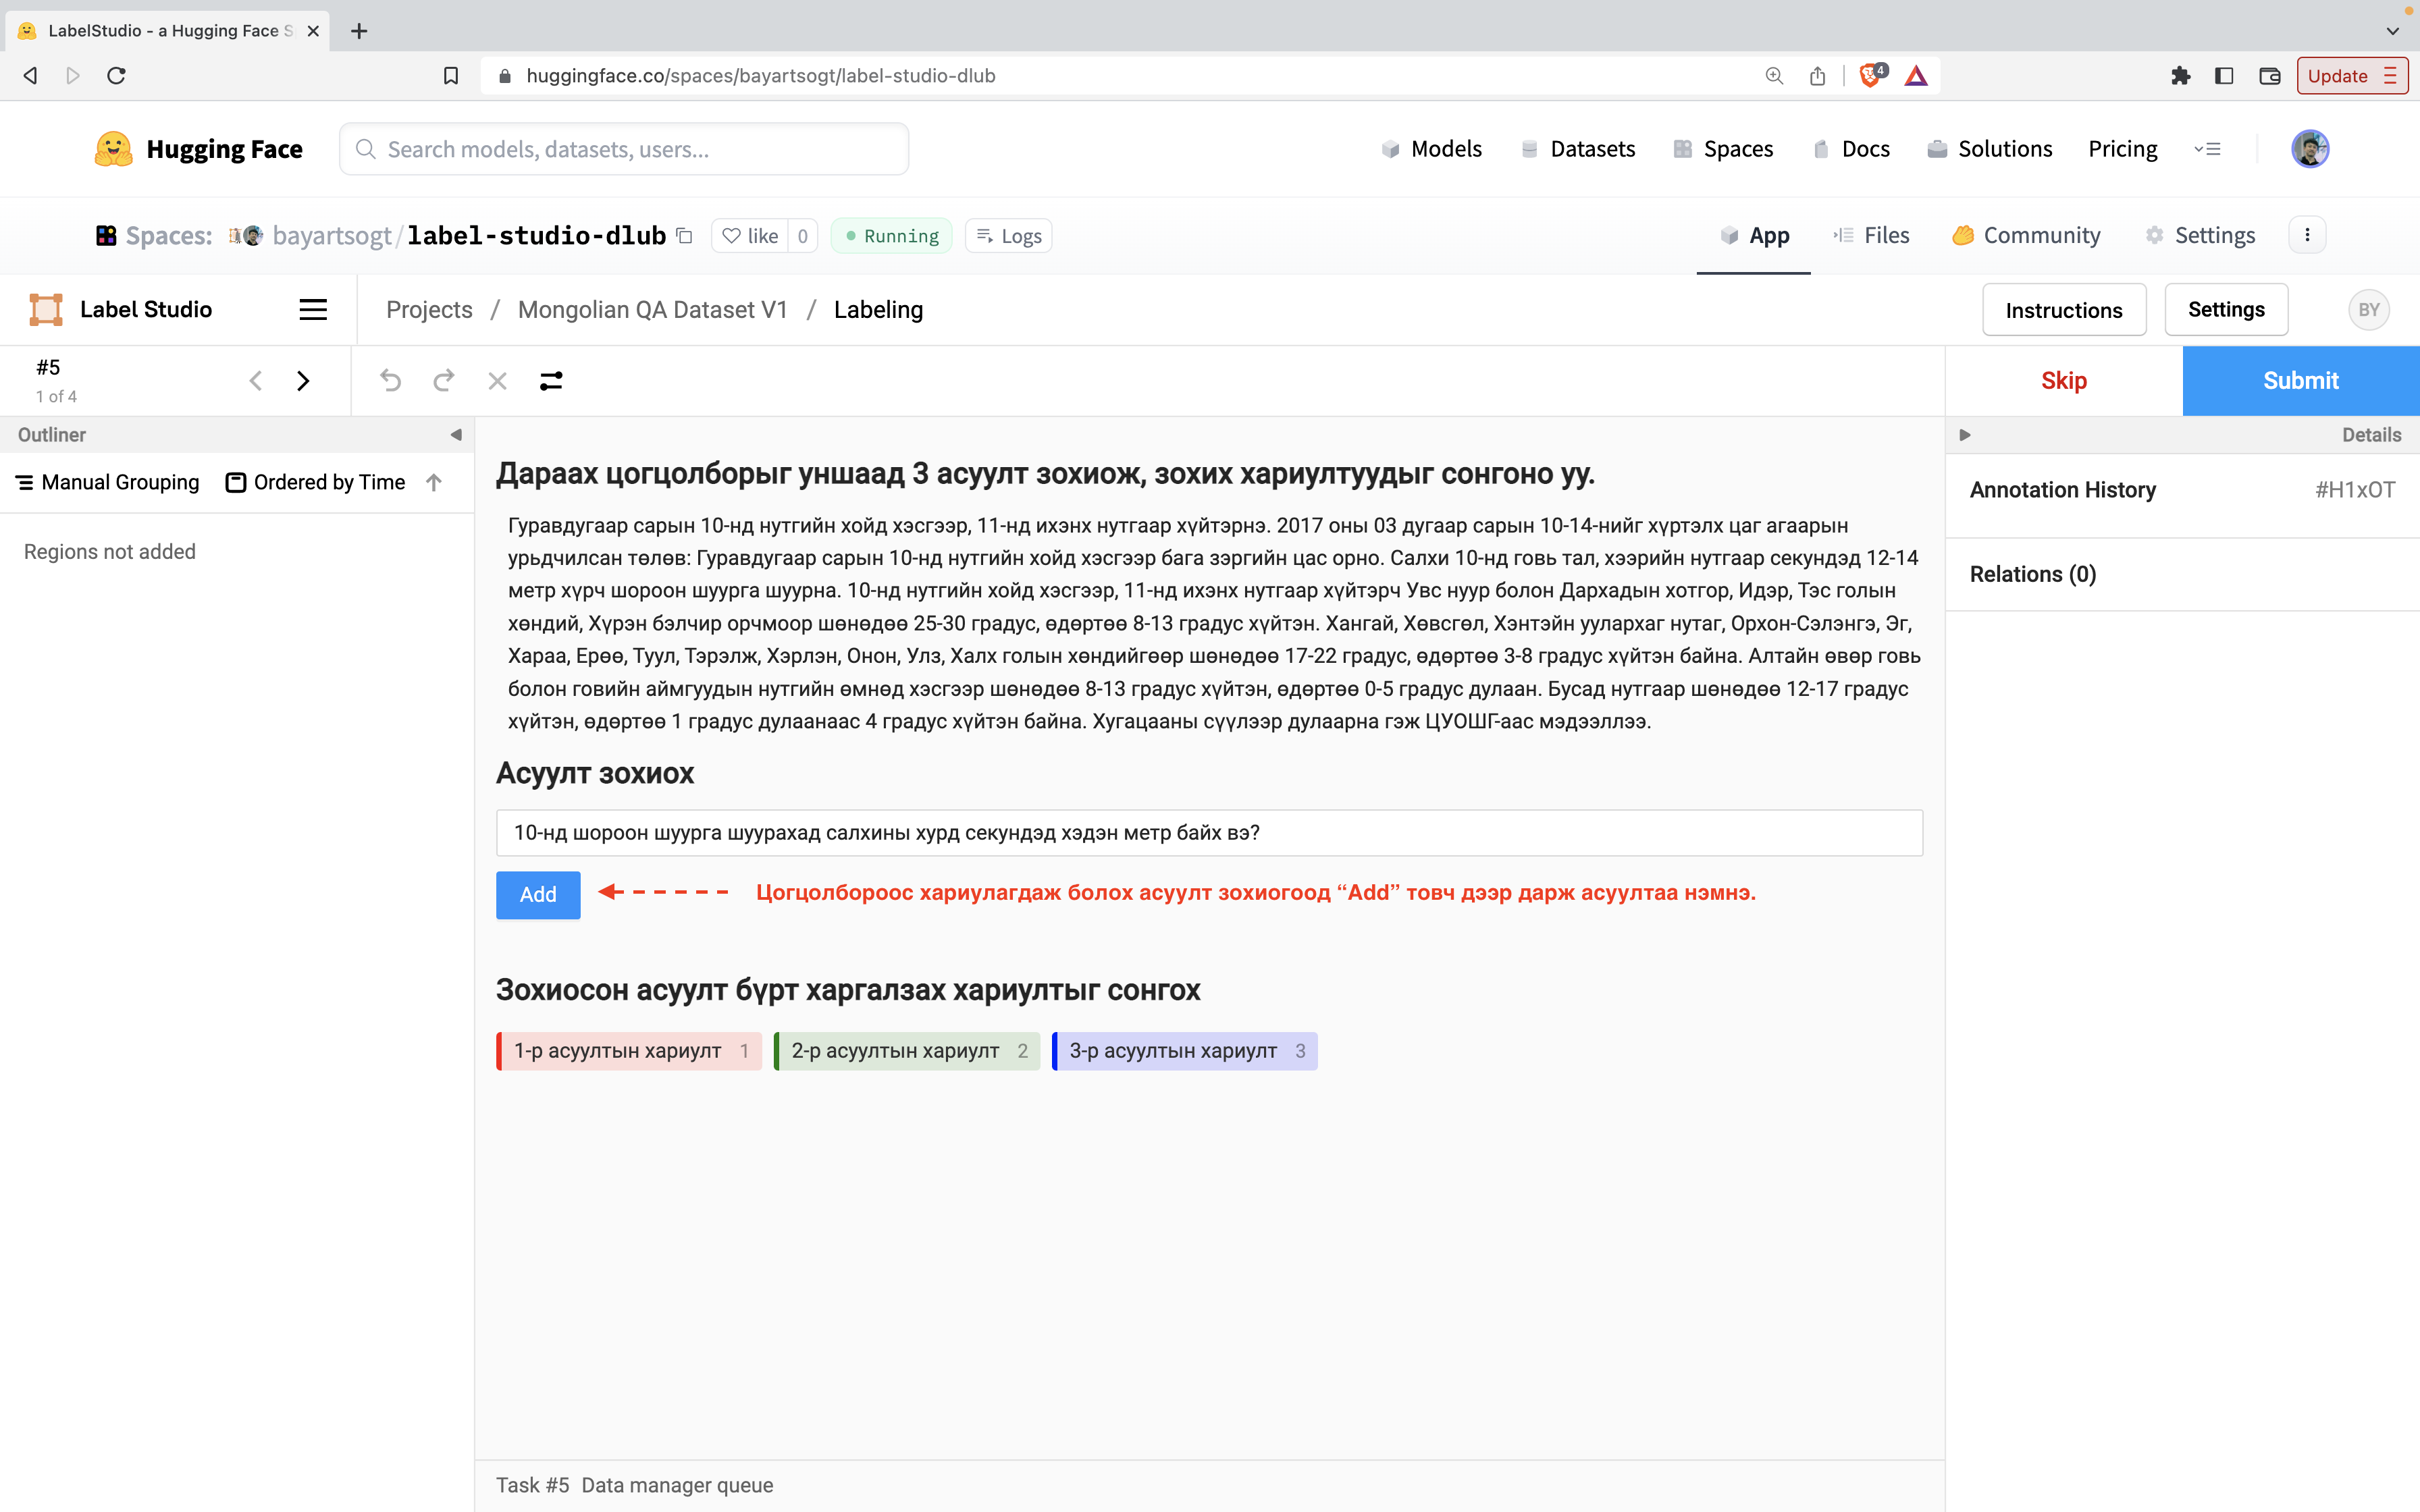 LabelStudio - a Hugging Face S
huggingface.co/spaces/bayartsogt/label-studio-dlub
4
Update
Hugging Face
Search models, datasets, users...
Models
Datasets
Spaces
Docs
Solutions
Pricing
Spaces:
bayartsogt/label-studio-dlub
like 0
Running
Logs
App
Files
Community
Settings
Label Studio
Projects / Mongolian QA Dataset V1 / Labeling
Instructions
Settings
BY
#5
1 of 4
Skip
Submit
Outliner
Details
Manual Grouping
Ordered by Time
Regions not added
Annotation History
#H1xOT
Relations (0)
Дараах цогцолборыг уншаад 3 асуулт зохиож, зохих хариултуудыг сонгоно уу.
Гуравдугаар сарын 10-нд нутгийн хойд хэсгээр, 11-нд ихэнх нутгаар хүйтэрнэ. 2017 оны 03 дугаар сарын 10-14-нийг хүртэлх цаг агаарын
урьдчилсан төлөв: Гуравдугаар сарын 10-нд нутгийн хойд хэсгээр бага зэргийн цас орно. Салхи 10-нд говь тал, хээрийн нутгаар секундэд 12-14
метр хүрч шороон шуурга шуурна. 10-нд нутгийн хойд хэсгээр, 11-нд ихэнх нутгаар хүйтэрч Увс нуур болон Дархадын хотгор, Идэр, Тэс голын
хөндий, Хүрэн бэлчир орчмоор шөнөдөө 25-30 градус, өдөртөө 8-13 градус хүйтэн. Хангай, Хөвсгөл, Хэнтэйн уулархаг нутаг, Орхон-Сэлэнгэ, Эг,
Хараа, Ерөө, Туул, Тэрэлж, Хэрлэн, Онон, Улз, Халх голын хөндийгөөр шөнөдөө 17-22 градус, өдөртөө 3-8 градус хүйтэн байна. Алтайн өвөр говь
болон говийн аймгуудын нутгийн өмнөд хэсгээр шөнөдөө 8-13 градус хүйтэн, өдөртөө 0-5 градус дулаан. Бусад нутгаар шөнөдөө 12-17 градус
хүйтэн, өдөртөө 1 градус дулаанаас 4 градус хүйтэн байна. Хугацааны сүүлээр дулаарна гэж ЦУОШГ-аас мэдээллээ.
Асуулт зохиох
10-нд шороон шуурга шуурахад салхины хурд секундэд хэдэн метр байх вэ?
Add
Цогцолбороос хариулагдаж болох асуулт зохиогоод “Add” товч дээр дарж асуултаа нэмнэ.
Зохиосон асуулт бүрт харгалзах хариултыг сонгох
1-р асуултын хариулт 1
2-р асуултын хариулт 2
3-р асуултын хариулт 3
Task #5 Data manager queue